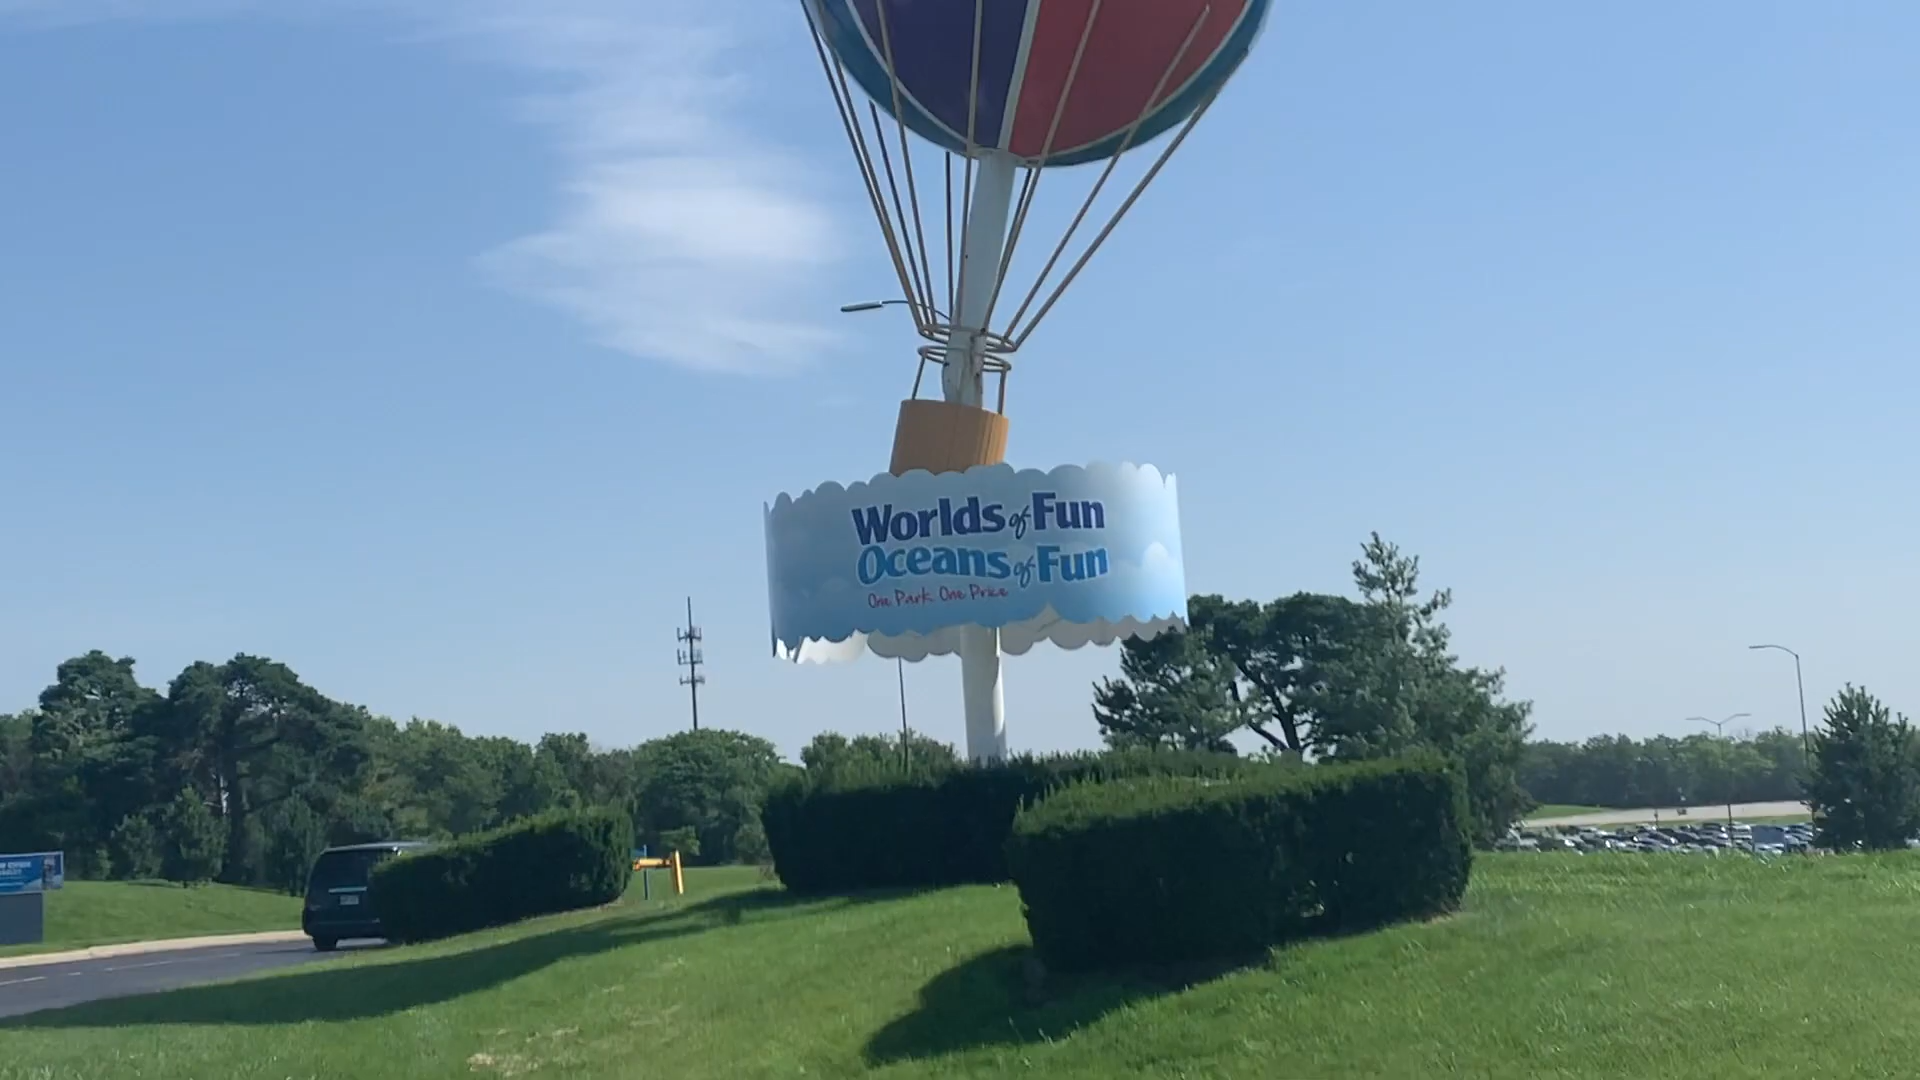 Worlds of Fun
Oceans of Fun
One Park. One Price